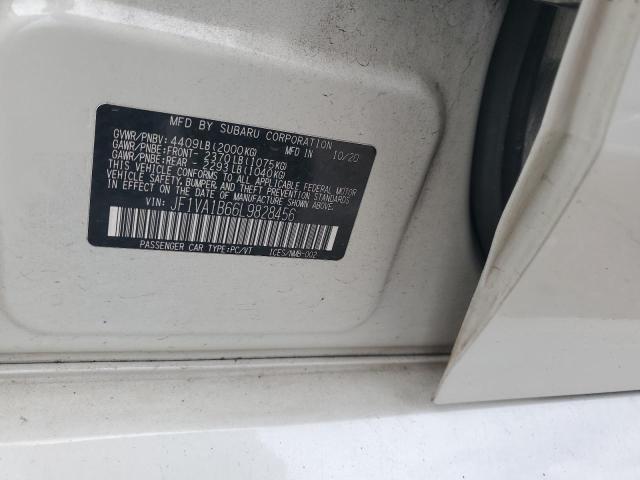 MFD BY SUBARU CORPORATION
GVWR/PNBV: 4409LB(2000KG) MFD IN 10/20
GAWR/PNBE:FRONT- 2370LB(1075KG)
GAWR/PNBE:REAR - 2293LB(1040KG)
THIS VEHICLE CONFORMS TO ALL APPLICABLE FEDERAL MOTOR
VEHICLE SAFETY, BUMPER, AND THEFT PREVENTION STANDARDS
IN EFFECT ON THE DATE OF MANUFACTURE SHOWN ABOVE.
VIN: JF1VA1B66L9828456
PASSENGER CAR TYPE:PC/VT ICES/NMB-002